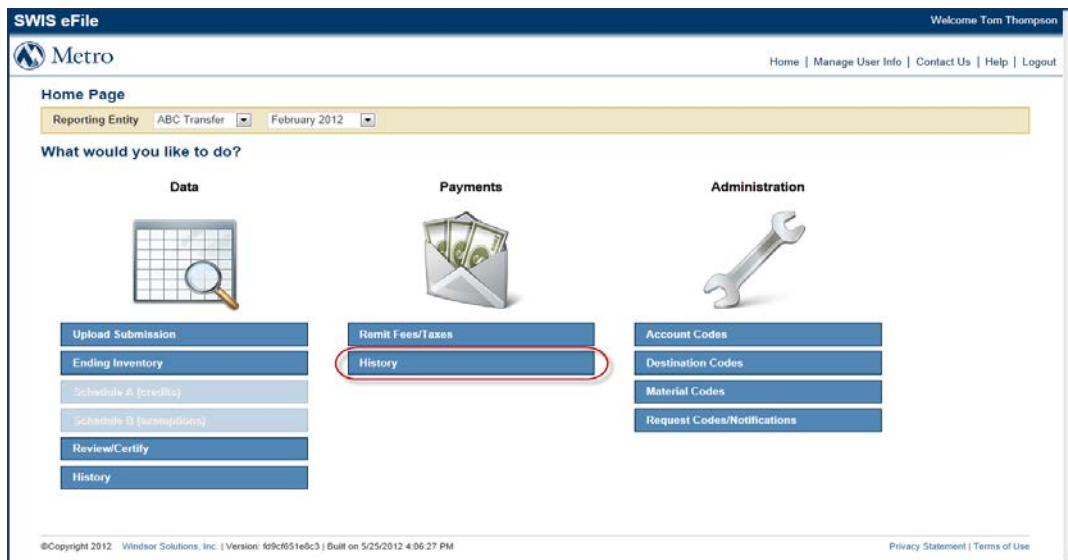 SWIS eFile
Welcome Tom Thompson
Metro
Home | Manage User Info | Contact Us | Help | Logout
Home Page
Reporting Entity ABC Transfer February 2012
What would you like to do?
Data
Payments
Administration
Upload Submission
Ending Inventory
Schedule A (credits)
Schedule B (exemptions)
Review/Certify
History
Remit Fees/Taxes
History
Account Codes
Destination Codes
Material Codes
Request Codes/Notifications
©Copyright 2012 Windsor Solutions, Inc. | Version: fd9cf651e8c3 | Built on 5/25/2012 4:06:27 PM
Privacy Statement | Terms of Use